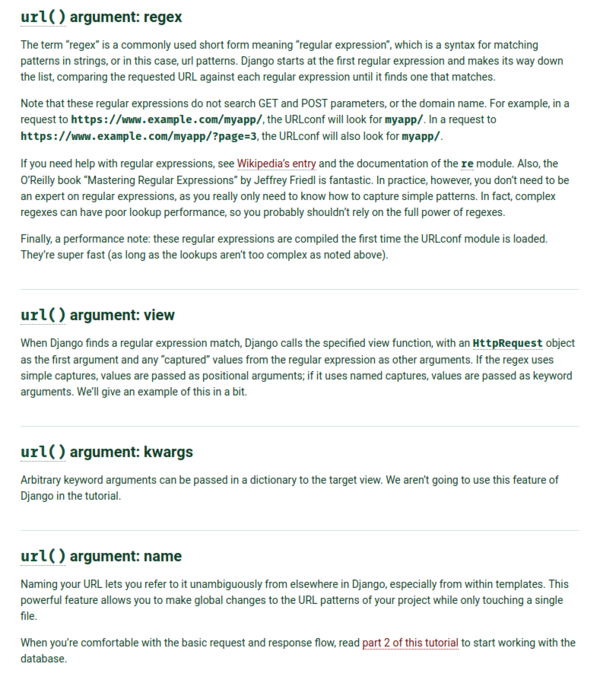 url() argument: regex
The term “regex” is a commonly used short form meaning “regular expression”, which is a syntax for matching
patterns in strings, or in this case, url patterns. Django starts at the first regular expression and makes its way down
the list, comparing the requested URL against each regular expression until it finds one that matches.
Note that these regular expressions do not search GET and POST parameters, or the domain name. For example, in a
request to https://www.example.com/myapp/, the URLconf will look for myapp/. In a request to
https://www.example.com/myapp/?page=3, the URLconf will also look for myapp/.
If you need help with regular expressions, see Wikipedia’s entry and the documentation of the re module. Also, the
O’Reilly book “Mastering Regular Expressions” by Jeffrey Friedl is fantastic. In practice, however, you don’t need to be
an expert on regular expressions, as you really only need to know how to capture simple patterns. In fact, complex
regexes can have poor lookup performance, so you probably shouldn’t rely on the full power of regexes.
Finally, a performance note: these regular expressions are compiled the first time the URLconf module is loaded.
They’re super fast (as long as the lookups aren’t too complex as noted above).
url() argument: view
When Django finds a regular expression match, Django calls the specified view function, with an HttpRequest object
as the first argument and any “captured” values from the regular expression as other arguments. If the regex uses
simple captures, values are passed as positional arguments; if it uses named captures, values are passed as keyword
arguments. We’ll give an example of this in a bit.
url() argument: kwargs
Arbitrary keyword arguments can be passed in a dictionary to the target view. We aren’t going to use this feature of
Django in the tutorial.
url() argument: name
Naming your URL lets you refer to it unambiguously from elsewhere in Django, especially from within templates. This
powerful feature allows you to make global changes to the URL patterns of your project while only touching a single
file.
When you’re comfortable with the basic request and response flow, read part 2 of this tutorial to start working with the
database.